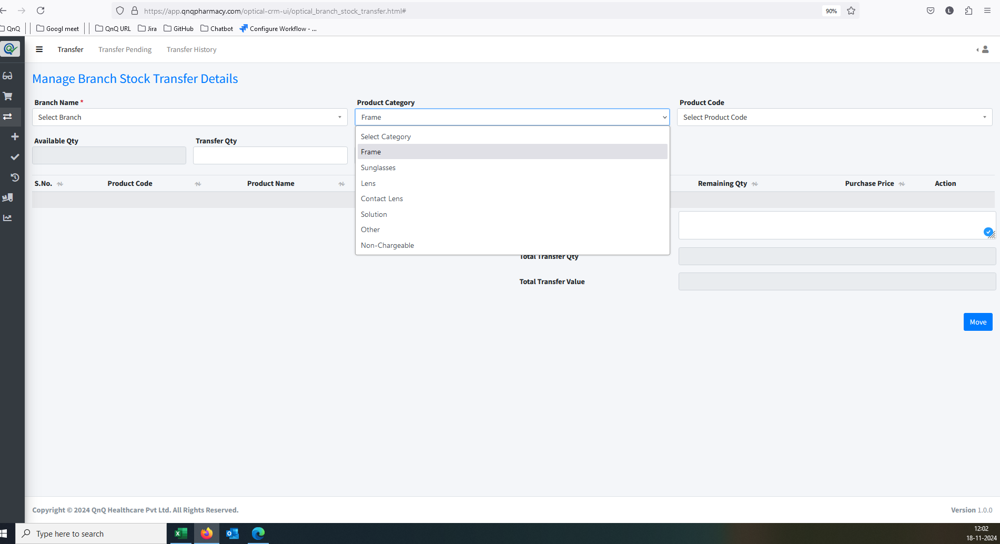 https://app.qnqpharmacy.com/optical-crm-ui/optical_branch_stock_transfer.html#
90%
L
QnQ
Googl meet
QnQ URL
Jira
GitHub
Chatbot
Configure Workflow - ...
Transfer
Transfer Pending
Transfer History
Manage Branch Stock Transfer Details
Branch Name *
Product Category
Product Code
Select Branch
Frame
Select Product Code
Available Qty
Transfer Qty
Select Category
Frame
Sunglasses
Lens
Contact Lens
Solution
Other
Non-Chargeable
S.No.
Product Code
Product Name
Remaining Qty
Purchase Price
Action
Total Transfer Qty
Total Transfer Value
Move
Copyright © 2024 QnQ Healthcare Pvt Ltd. All Rights Reserved.
Version 1.0.0
Type here to search
12:02
18-11-2024